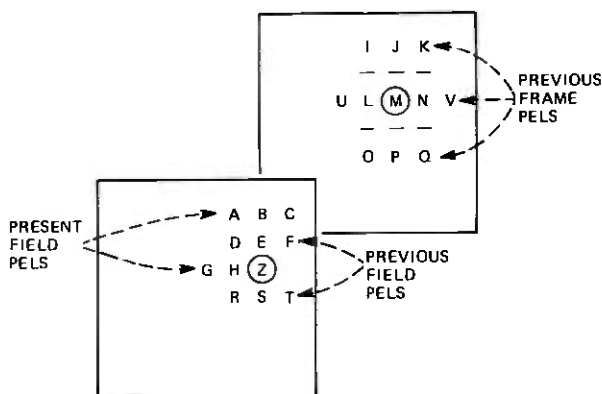 I J K
U L M N V
O P Q
PREVIOUS
FRAME
PELS
A B C
D E F
G H Z
R S T
PRESENT
FIELD
PELS
PREVIOUS
FIELD
PELS